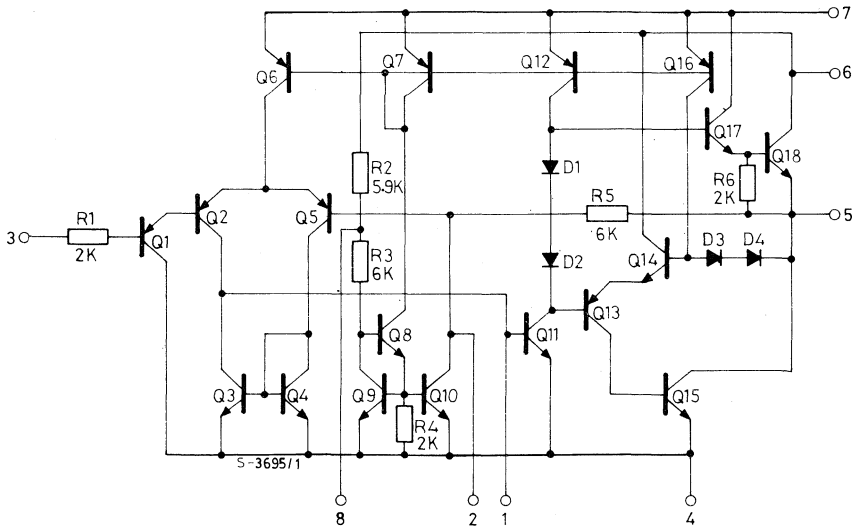 7
Q6
Q7
Q12
Q16
6
Q17
Q18
R2
5.9K
D1
R6
2K
R1
Q2
Q5
R5
5
3
2K
Q1
6K
R3
6K
D2
Q14
D3 D4
Q8
Q11
Q13
Q3
Q4
Q9
Q10
Q15
R4
2K
S-3695/1
8
2
1
4